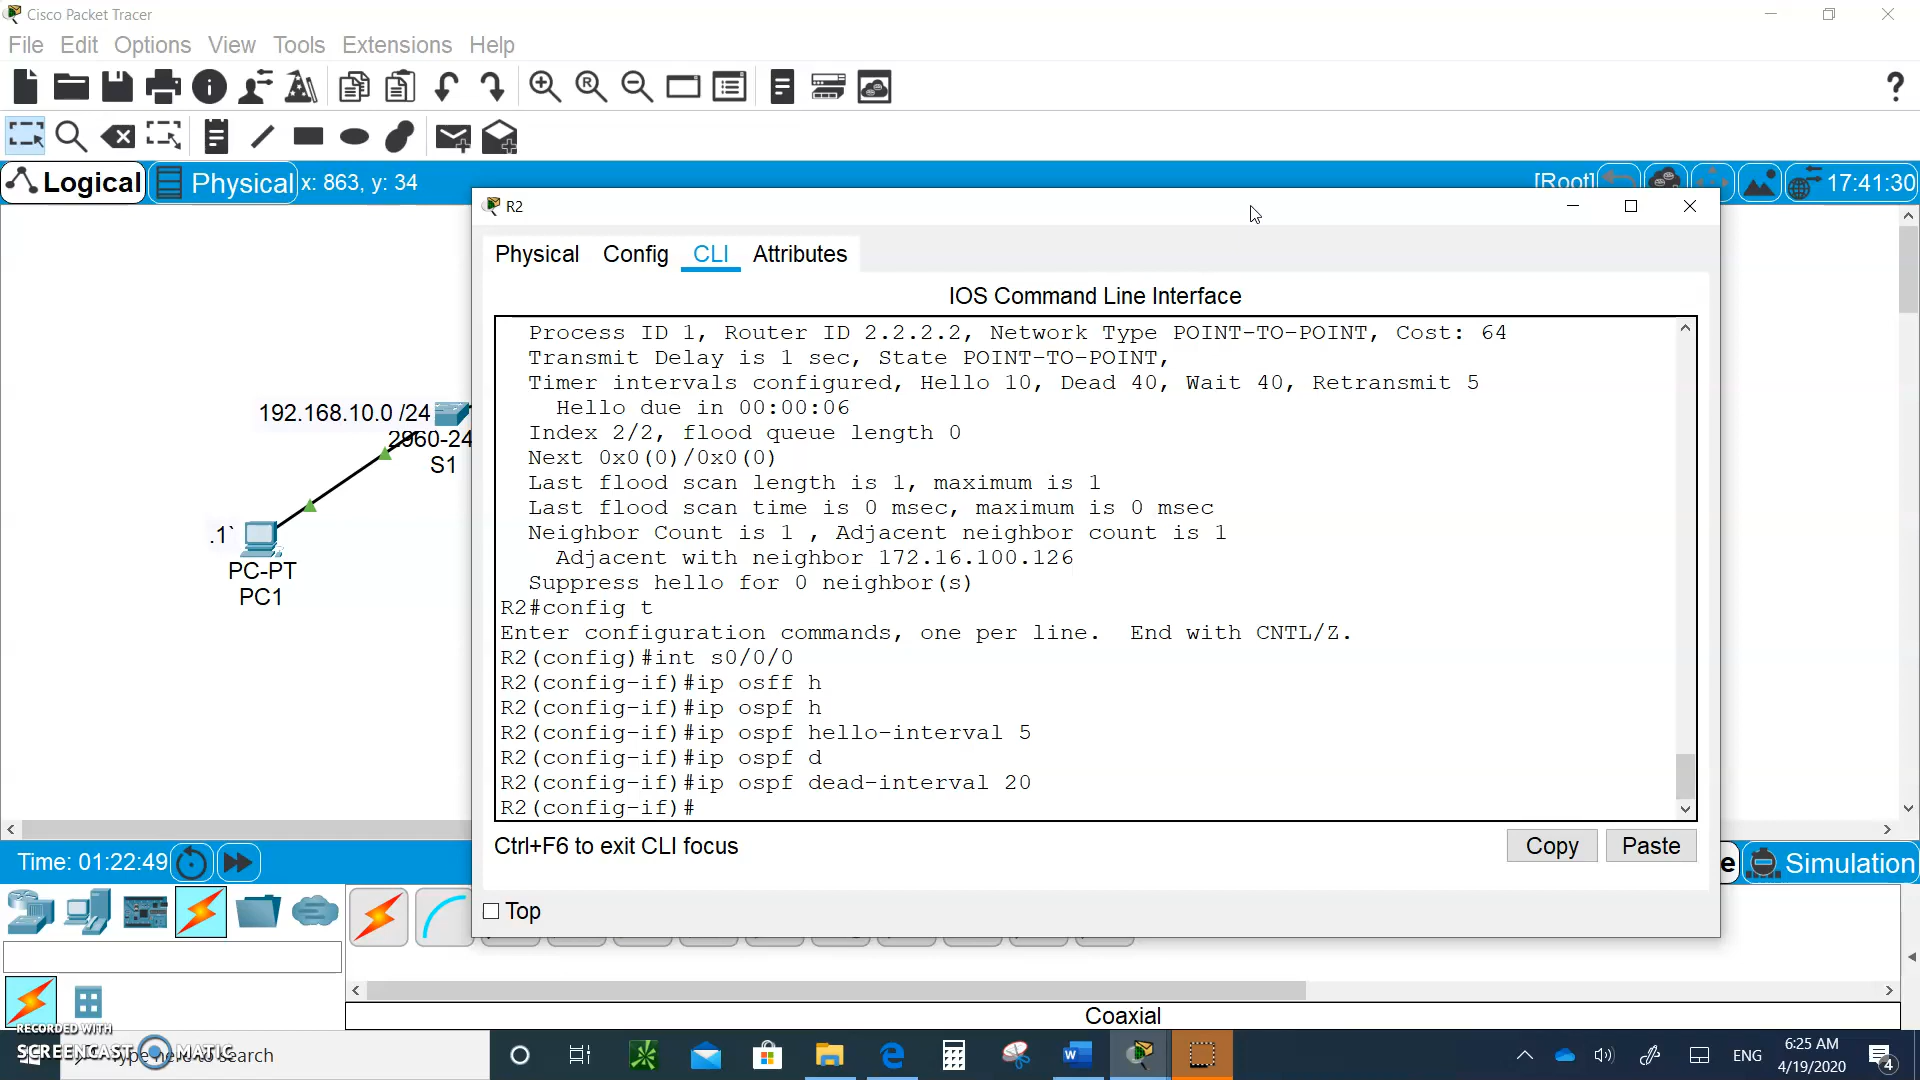 Cisco Packet Tracer
File Edit Options View Tools Extensions Help
?
Logical Physical x: 863, y: 34 [Root] 17:41:30
R2
Physical Config CLI Attributes
IOS Command Line Interface
Process ID 1, Router ID 2.2.2.2, Network Type POINT-TO-POINT, Cost: 64
Transmit Delay is 1 sec, State POINT-TO-POINT,
Timer intervals configured, Hello 10, Dead 40, Wait 40, Retransmit 5
Hello due in 00:00:06
Index 2/2, flood queue length 0
Next 0x0(0)/0x0(0)
Last flood scan length is 1, maximum is 1
Last flood scan time is 0 msec, maximum is 0 msec
Neighbor Count is 1 , Adjacent neighbor count is 1
Adjacent with neighbor 172.16.100.126
Suppress hello for 0 neighbor(s)
R2#config t
Enter configuration commands, one per line.  End with CNTL/Z.
R2(config)#int s0/0/0
R2(config-if)#ip osff h
R2(config-if)#ip ospf h
R2(config-if)#ip ospf hello-interval 5
R2(config-if)#ip ospf d
R2(config-if)#ip ospf dead-interval 20
R2(config-if)#
Ctrl+F6 to exit CLI focus
Copy Paste
Top
192.168.10.0 /24
2960-24
S1
.1`
PC-PT
PC1
Time: 01:22:49
e Simulation
Coaxial
RECORDED WITH
SCREENCAST MATIC
Type here to search
W
ENG
6:25 AM
4/19/2020
4